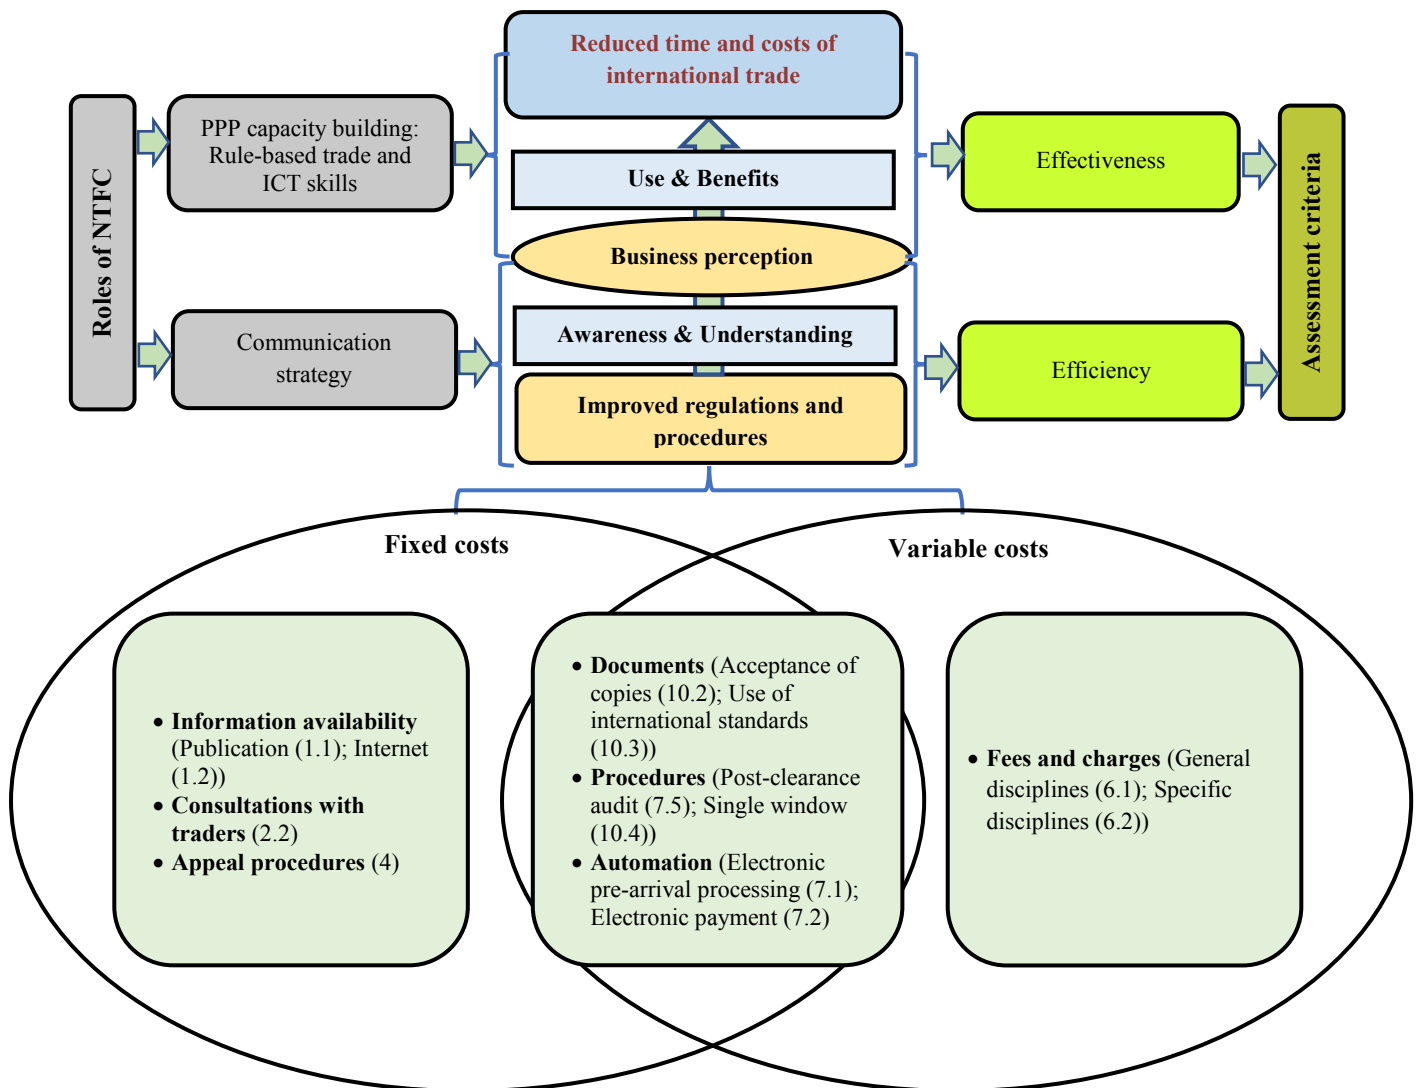 Reduced time and costs of
international trade
Roles of NTFC
PPP capacity building:
Rule-based trade and
ICT skills
Use & Benefits
Effectiveness
Assessment criteria
Business perception
Communication
strategy
Awareness & Understanding
Efficiency
Improved regulations and
procedures
Fixed costs
Variable costs
• Information availability
(Publication (1.1); Internet
(1.2))
• Consultations with
traders (2.2)
• Appeal procedures (4)
• Documents (Acceptance of
copies (10.2); Use of
international standards
(10.3))
• Procedures (Post-clearance
audit (7.5); Single window
(10.4))
• Automation (Electronic
pre-arrival processing (7.1);
Electronic payment (7.2)
• Fees and charges (General
disciplines (6.1); Specific
disciplines (6.2))